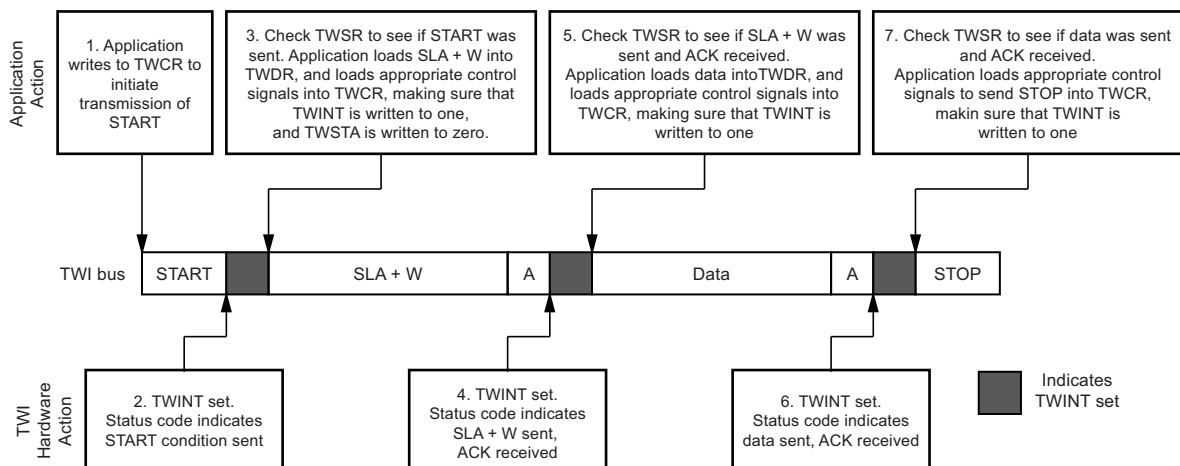 Application
Action
1. Application
writes to TWCR to
initiate
transmission of
START
3. Check TWSR to see if START was
sent. Application loads SLA + W into
TWDR, and loads appropriate control
signals into TWCR, making sure that
TWINT is written to one,
and TWSTA is written to zero.
5. Check TWSR to see if SLA + W was
sent and ACK received.
Application loads data intoTWDR, and
loads appropriate control signals into
TWCR, making sure that TWINT is
written to one
7. Check TWSR to see if data was sent
and ACK received.
Application loads appropriate control
signals to send STOP into TWCR,
makin sure that TWINT is
written to one
TWI bus
START
SLA + W
A
Data
A
STOP
TWI
Hardware
Action
2. TWINT set.
Status code indicates
START condition sent
4. TWINT set.
Status code indicates
SLA + W sent,
ACK received
6. TWINT set.
Status code indicates
data sent, ACK received
Indicates
TWINT set